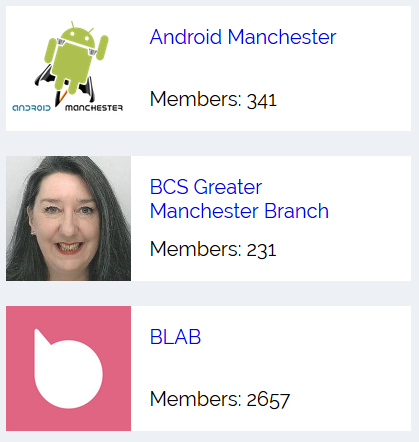 ANDROID MANCHESTER
Android Manchester
Members: 341
BCS Greater
Manchester Branch
Members: 231
BLAB
Members: 2657